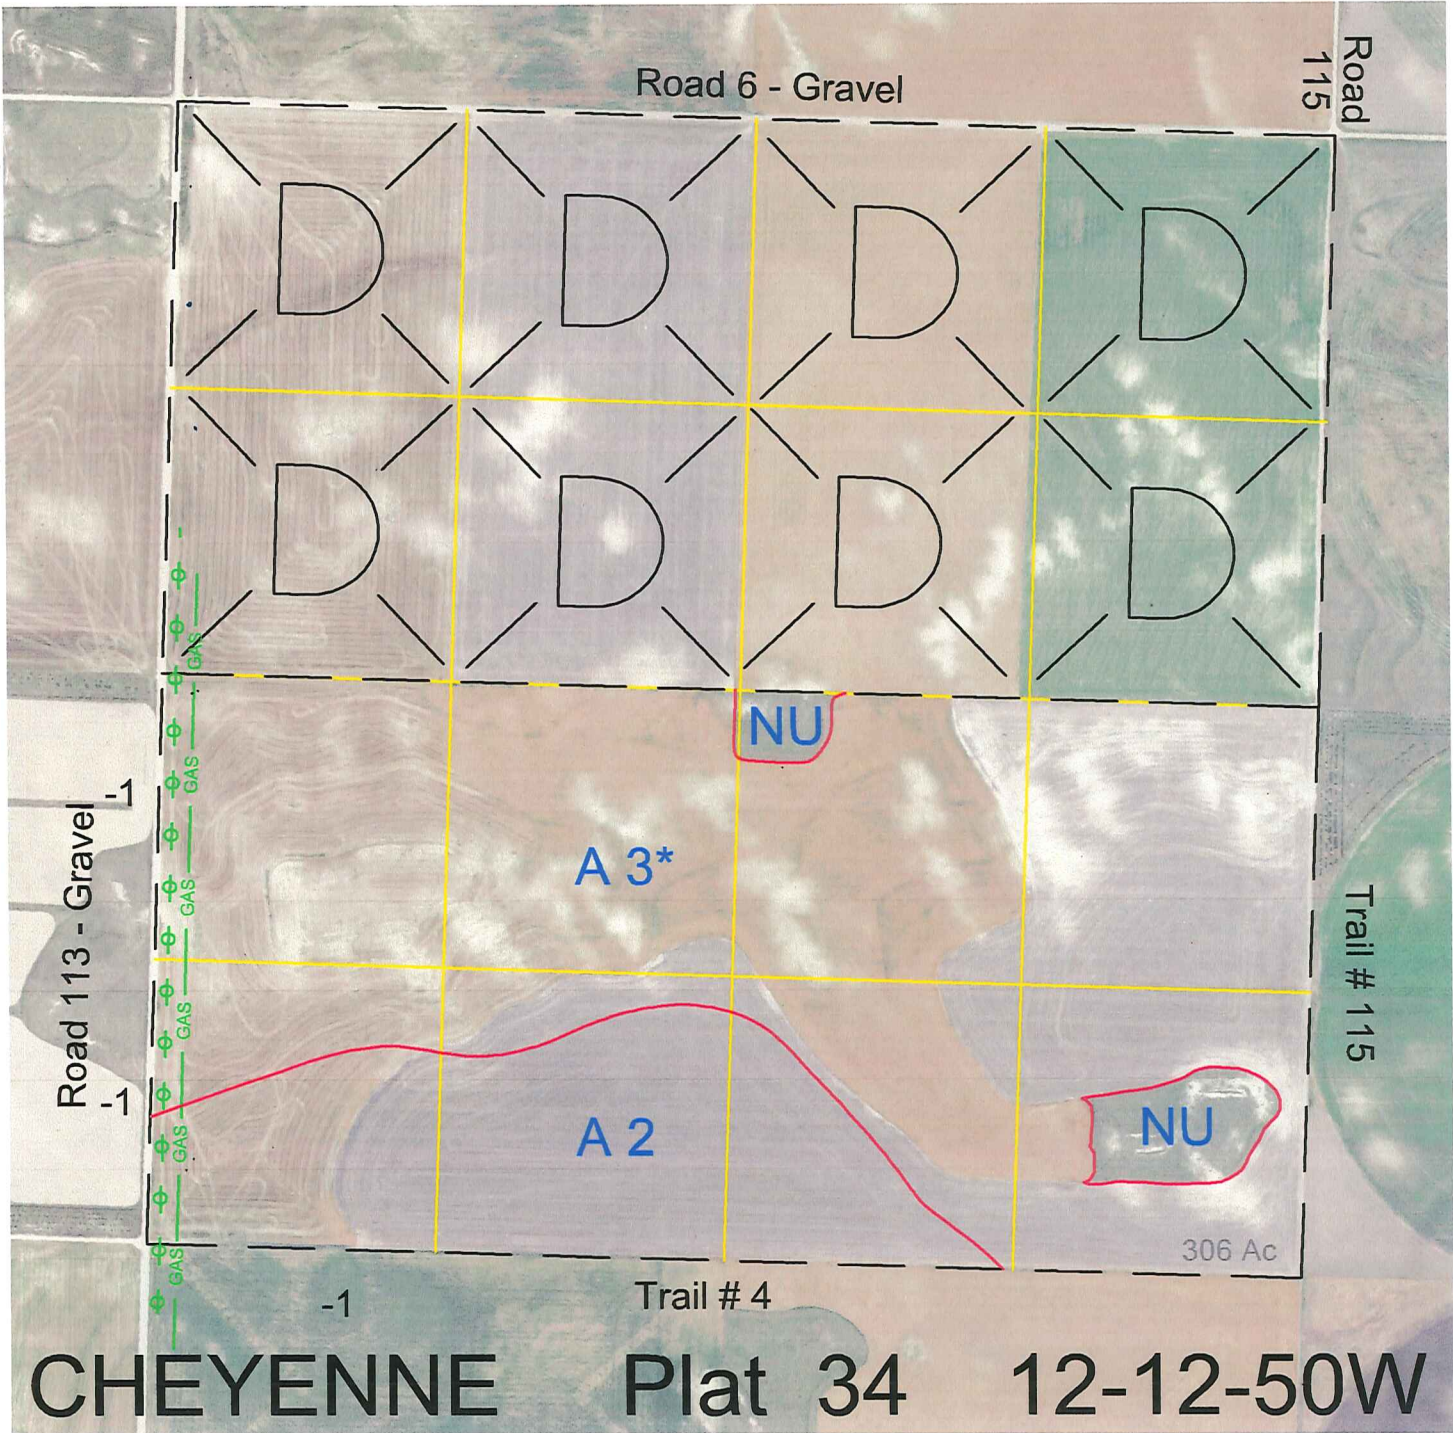 Road 6 - Gravel
Road
115
D D D D
D D D D
NU
-1
A 3*
Road 113 - Gravel
Trail # 115
-1
A 2
NU
306 Ac
GAS
GAS
GAS
GAS
GAS
GAS
-1
Trail # 4
CHEYENNE Plat 34 12-12-50W